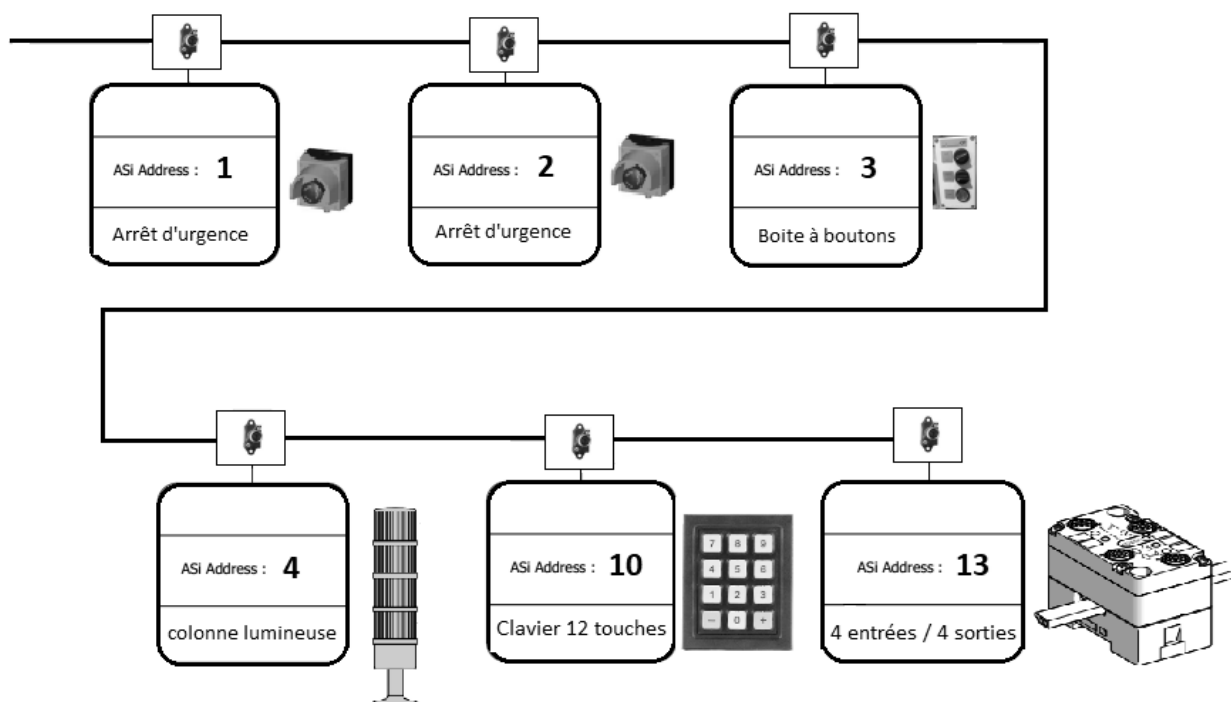 ASi Address : 1
Arrêt d'urgence
ASi Address : 2
Arrêt d'urgence
ASi Address : 3
Boite à boutons
ASi Address : 4
colonne lumineuse
ASi Address : 10
Clavier 12 touches
7 8 9
4 5 6
1 2 3
– 0 +
ASi Address : 13
4 entrées / 4 sorties